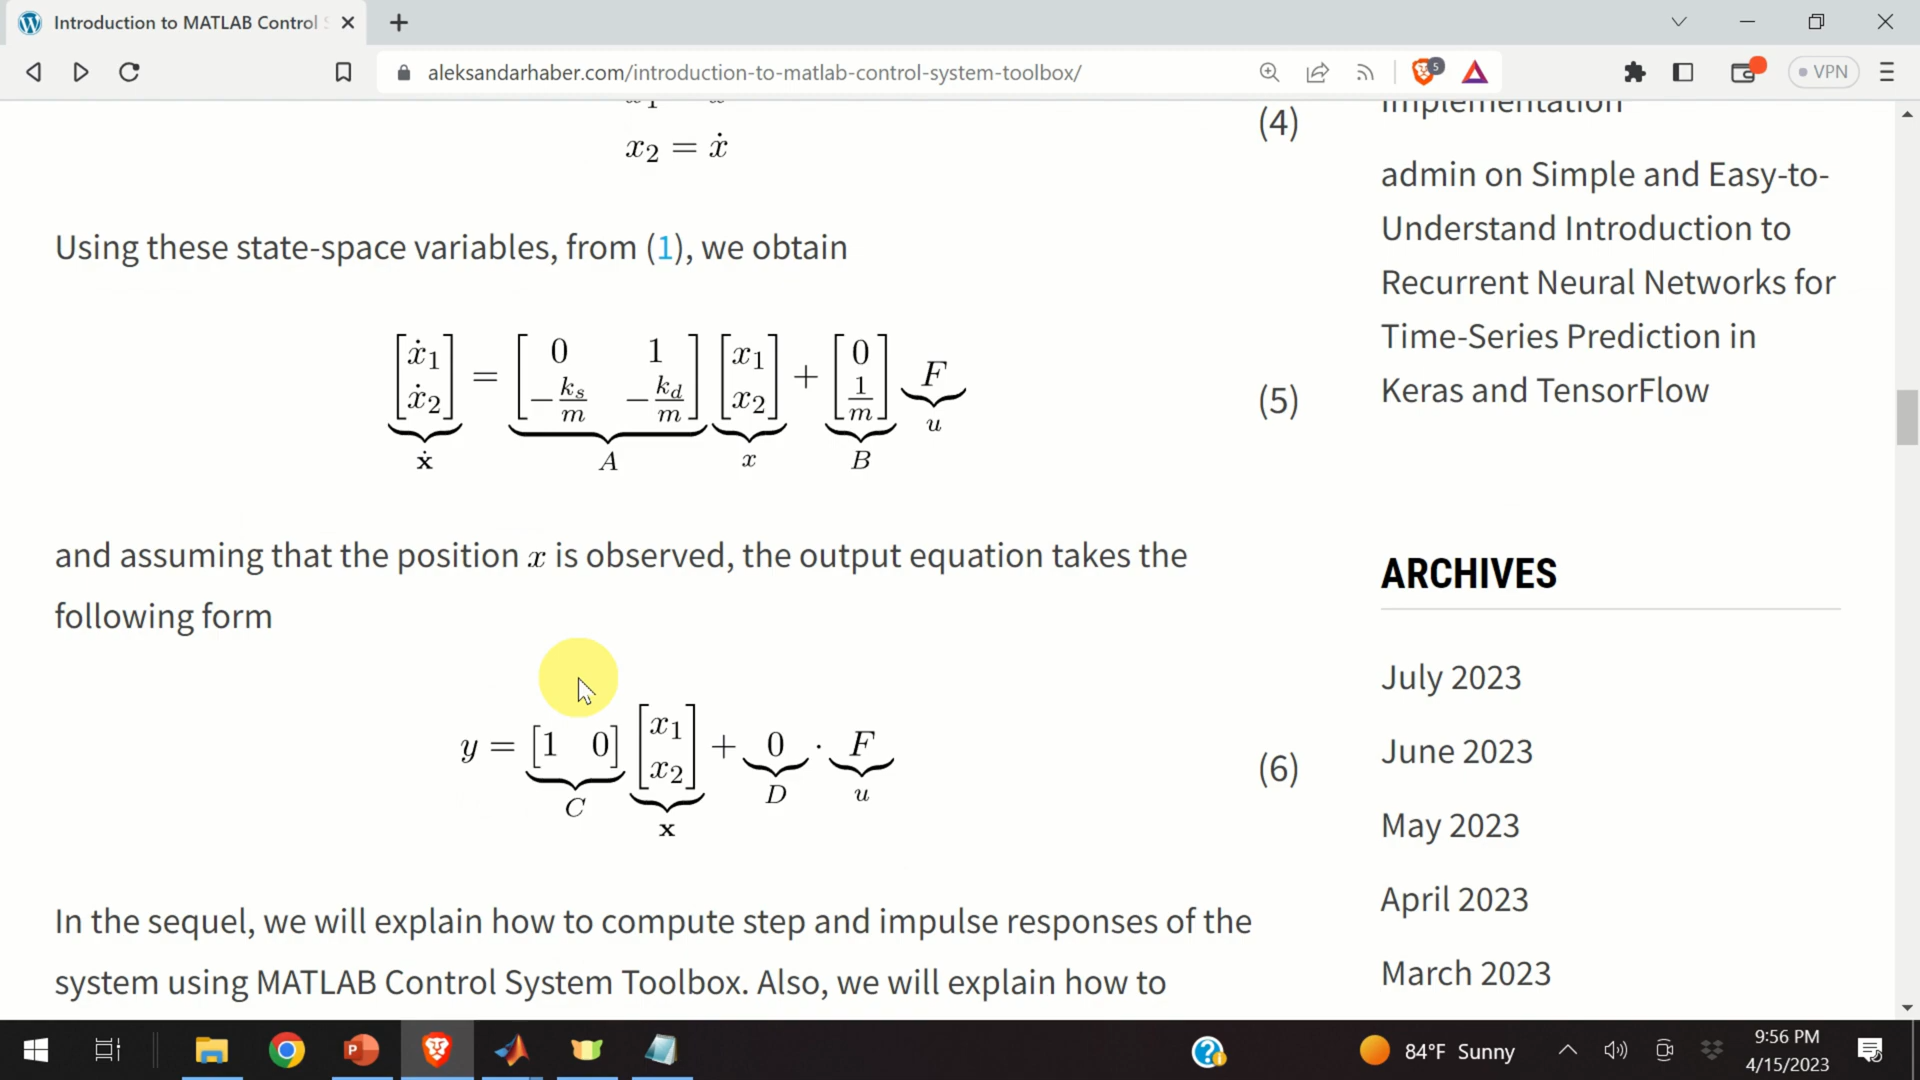 Introduction to MATLAB Control S
aleksandarhaber.com/introduction-to-matlab-control-system-toolbox/
5
VPN
(4)
x₂ = ẋ
Using these state-space variables, from (1), we obtain
[ẋ₁ ẋ₂] = [0 1 −kₛ/m −k_d/m] [x₁ x₂] + [0 1/m] F (5)
ẋ A x B u
and assuming that the position x is observed, the output equation takes the
following form
y = [1 0] [x₁ x₂] + 0 · F (6)
C x D u
In the sequel, we will explain how to compute step and impulse responses of the
system using MATLAB Control System Toolbox. Also, we will explain how to
Implementation
admin on Simple and Easy-to-
Understand Introduction to
Recurrent Neural Networks for
Time-Series Prediction in
Keras and TensorFlow
ARCHIVES
July 2023
June 2023
May 2023
April 2023
March 2023
84°F Sunny
9:56 PM
4/15/2023